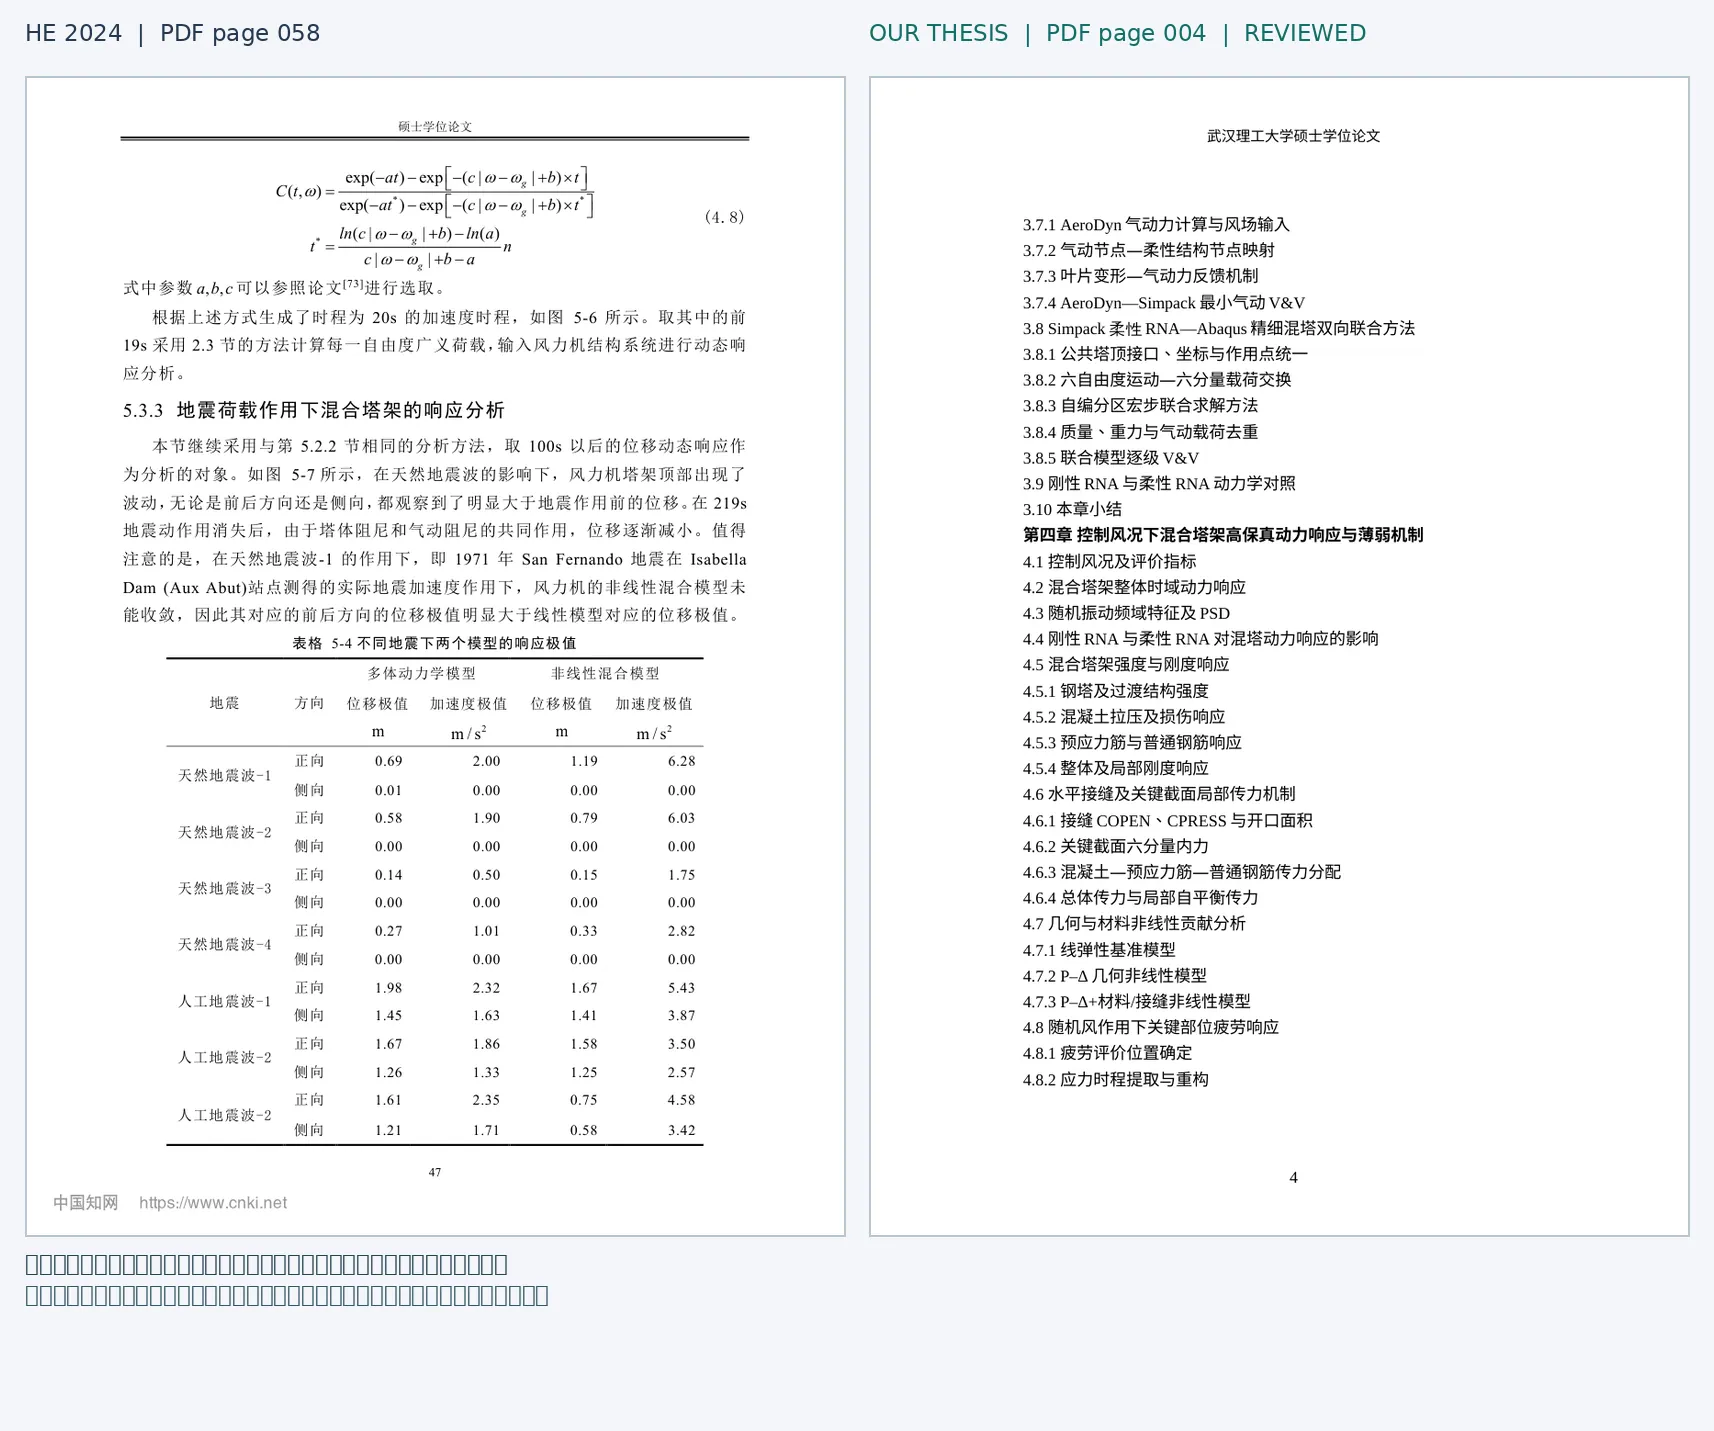 HE 2024 | PDF page 058
硕士学位论文
C(t,ω) = exp(−at) − exp[−(c|ω−ω_g|+b)×t] / exp(−at*) − exp[−(c|ω−ω_g|+b)×t*]
(4.8)
t* = ln(c|ω−ω_g|+b)−ln(a) / c|ω−ω_g|+b−a n
式中参数 a,b,c 可以参照论文[73]进行选取。
根据上述方式生成了时程为 20s 的加速度时程，如图 5-6 所示。取其中的前
19s 采用 2.3 节的方法计算每一自由度广义荷载，输入风力机结构系统进行动态响
应分析。
5.3.3 地震荷载作用下混合塔架的响应分析
本节继续采用与第 5.2.2 节相同的分析方法，取 100s 以后的位移动态响应作
为分析的对象。如图 5-7 所示，在天然地震波的影响下，风力机塔架顶部出现了
波动，无论是前后方向还是侧向，都观察到了明显大于地震作用前的位移。在 219s
地震动作用消失后，由于塔体阻尼和气动阻尼的共同作用，位移逐渐减小。值得
注意的是，在天然地震波-1 的作用下，即 1971 年 San Fernando 地震在 Isabella
Dam (Aux Abut)站点测得的实际地震加速度作用下，风力机的非线性混合模型未
能收敛，因此其对应的前后方向的位移极值明显大于线性模型对应的位移极值。
表格 5-4 不同地震下两个模型的响应极值
多体动力学模型 非线性混合模型
地震 方向 位移极值 加速度极值 位移极值 加速度极值
m m/s² m m/s²
天然地震波-1 正向 0.69 2.00 1.19 6.28
侧向 0.01 0.00 0.00 0.00
天然地震波-2 正向 0.58 1.90 0.79 6.03
侧向 0.00 0.00 0.00 0.00
天然地震波-3 正向 0.14 0.50 0.15 1.75
侧向 0.00 0.00 0.00 0.00
天然地震波-4 正向 0.27 1.01 0.33 2.82
侧向 0.00 0.00 0.00 0.00
人工地震波-1 正向 1.98 2.32 1.67 5.43
侧向 1.45 1.63 1.41 3.87
人工地震波-2 正向 1.67 1.86 1.58 3.50
侧向 1.26 1.33 1.25 2.57
人工地震波-2 正向 1.61 2.35 0.75 4.58
侧向 1.21 1.71 0.58 3.42
47
中国知网 https://www.cnki.net
OUR THESIS | PDF page 004 | REVIEWED
武汉理工大学硕士学位论文
3.7.1 AeroDyn 气动力计算与风场输入
3.7.2 气动节点—柔性结构节点映射
3.7.3 叶片变形—气动力反馈机制
3.7.4 AeroDyn—Simpack 最小气动 V&V
3.8 Simpack 柔性 RNA—Abaqus 精细混塔双向联合方法
3.8.1 公共塔顶接口、坐标与作用点统一
3.8.2 六自由度运动—六分量载荷交换
3.8.3 自编分区宏步联合求解方法
3.8.4 质量、重力与气动载荷去重
3.8.5 联合模型逐级 V&V
3.9 刚性 RNA 与柔性 RNA 动力学对照
3.10 本章小结
第四章 控制风况下混合塔架高保真动力响应与薄弱机制
4.1 控制风况及评价指标
4.2 混合塔架整体时域动力响应
4.3 随机振动频域特征及 PSD
4.4 刚性 RNA 与柔性 RNA 对混塔动力响应的影响
4.5 混合塔架强度与刚度响应
4.5.1 钢塔及过渡结构强度
4.5.2 混凝土拉压及损伤响应
4.5.3 预应力筋与普通钢筋响应
4.5.4 整体及局部刚度响应
4.6 水平接缝及关键截面局部传力机制
4.6.1 接缝 COPEN、CPRESS 与开口面积
4.6.2 关键截面六分量内力
4.6.3 混凝土—预应力筋—普通钢筋传力分配
4.6.4 总体传力与局部自平衡传力
4.7 几何与材料非线性贡献分析
4.7.1 线弹性基准模型
4.7.2 P–Δ 几何非线性模型
4.7.3 P–Δ+材料/接缝非线性模型
4.8 随机风作用下关键部位疲劳响应
4.8.1 疲劳评价位置确定
4.8.2 应力时程提取与重构
4